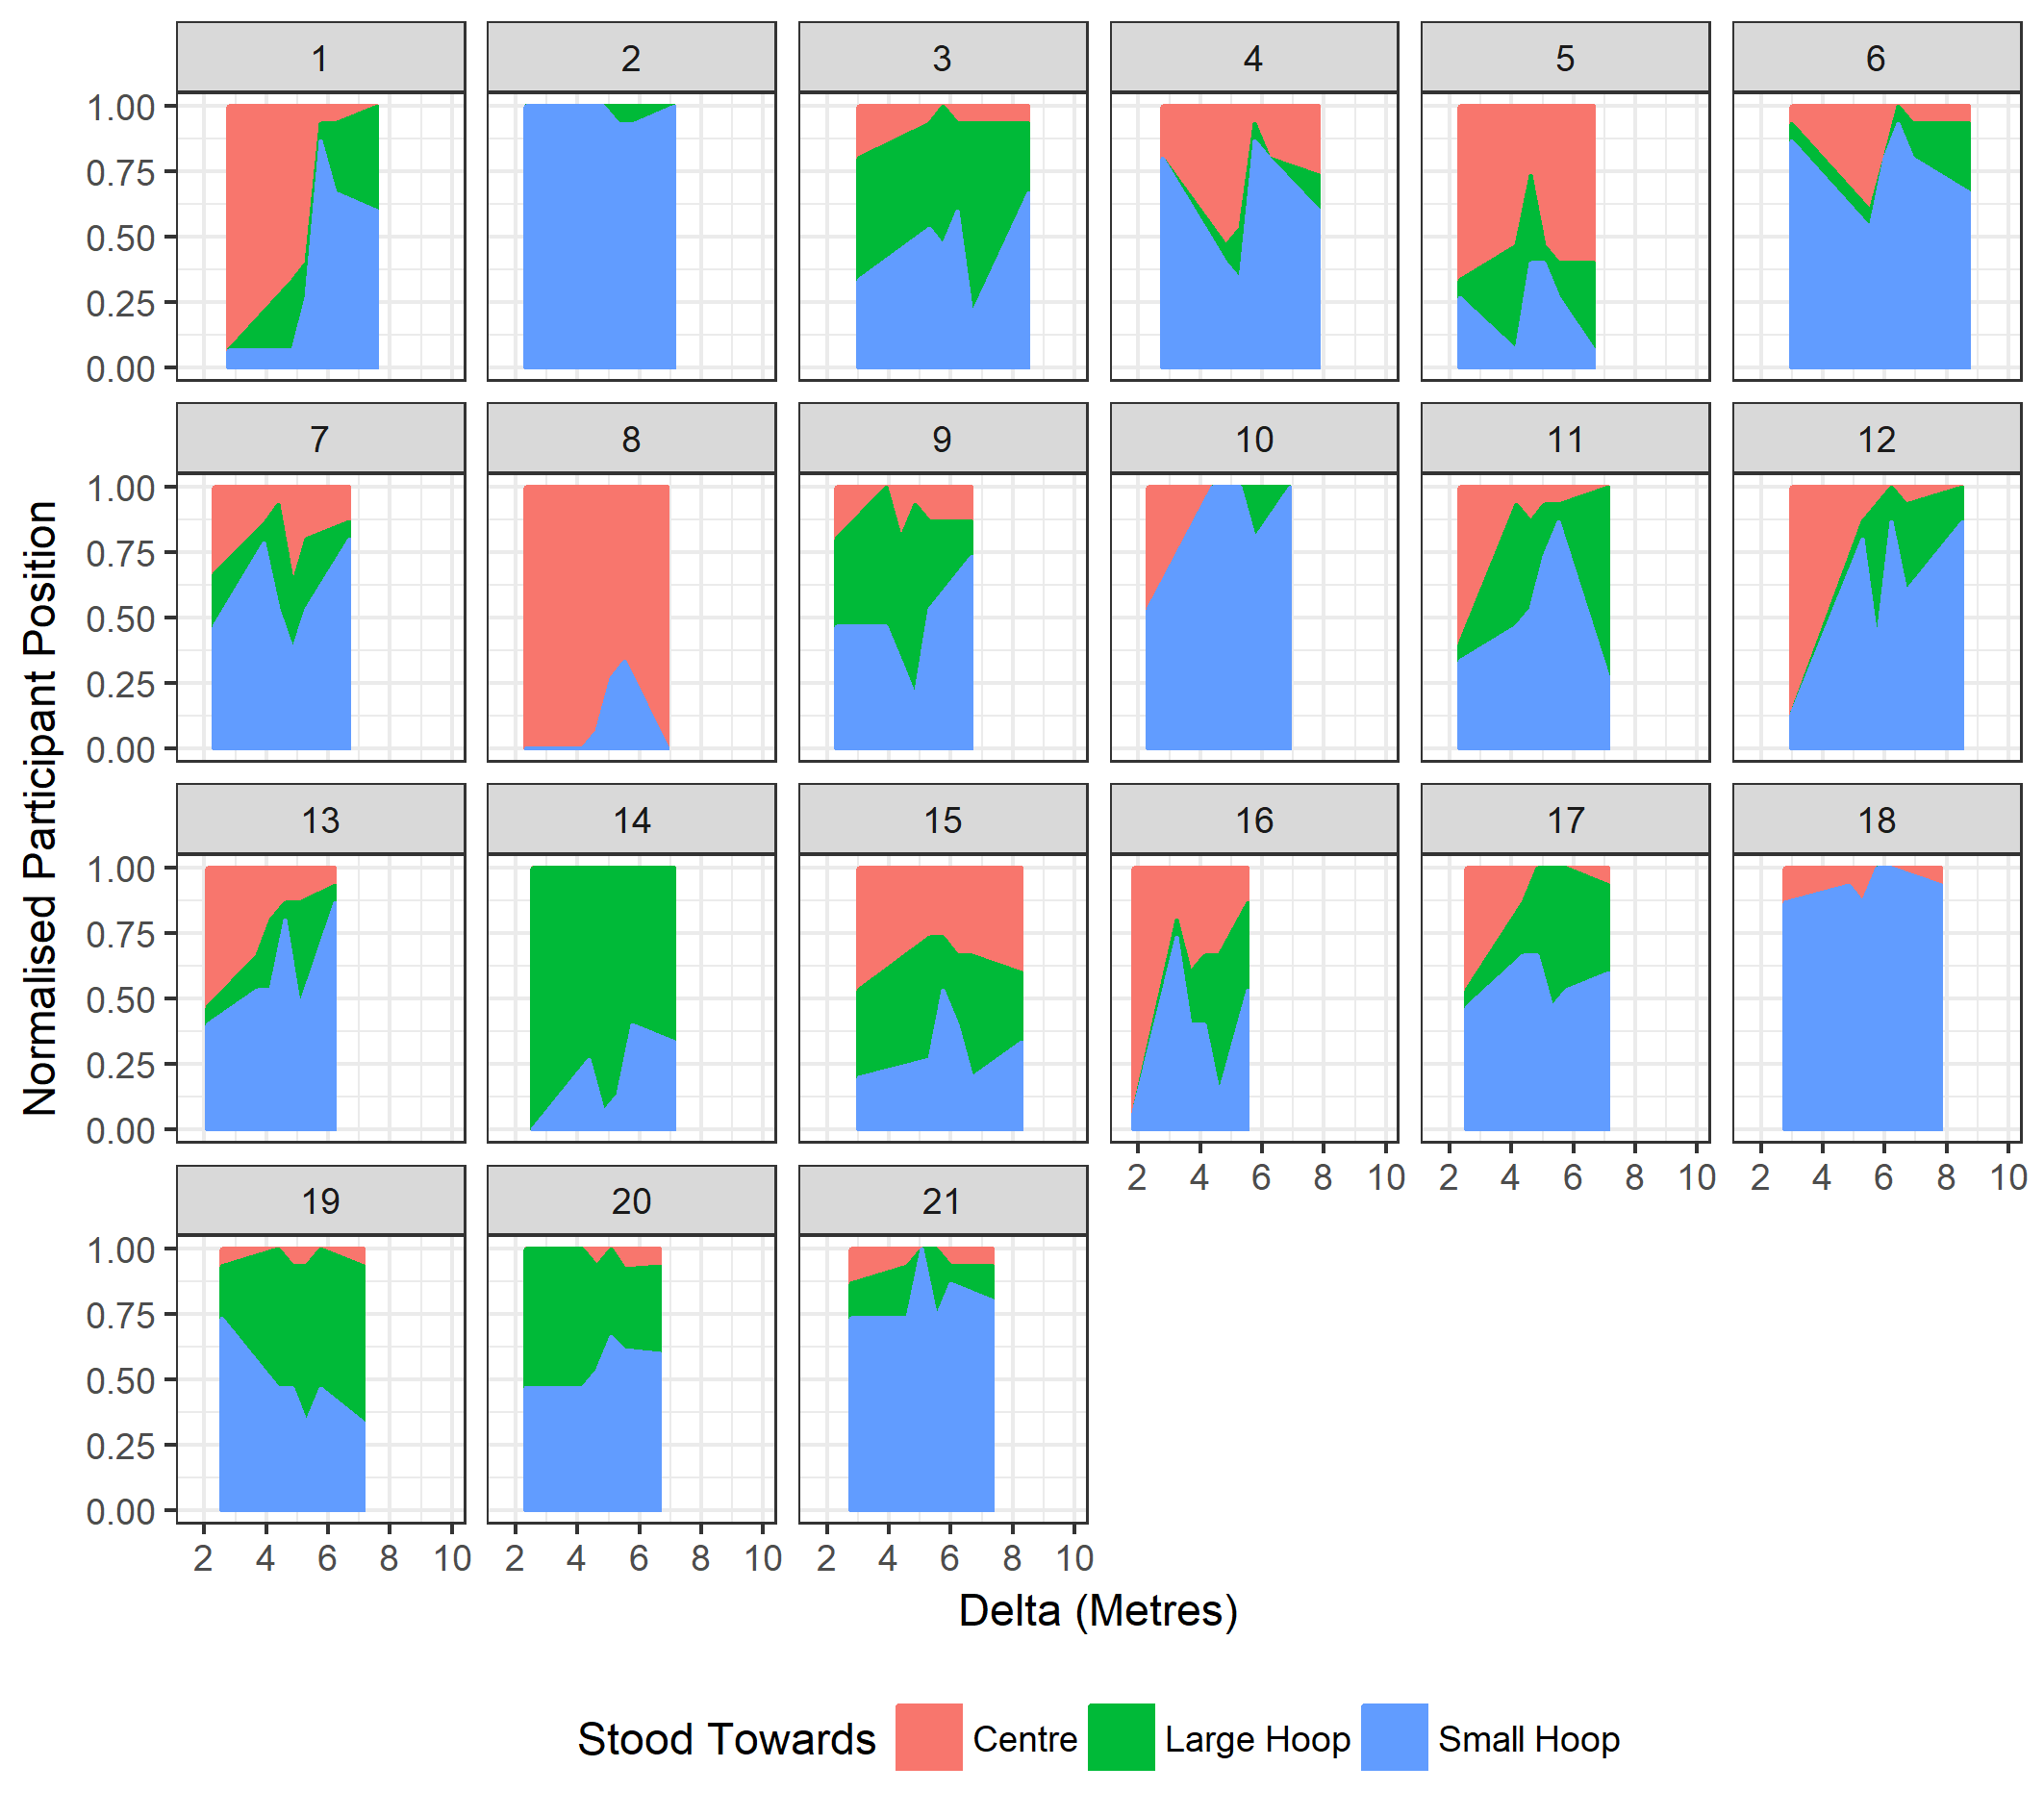 1 2 3 4 5 6
1.00
0.75
0.50
0.25
0.00
7 8 9 10 11 12
1.00
0.75
0.50
0.25
0.00
13 14 15 16 17 18
1.00
0.75
0.50
0.25
0.00
2 4 6 8 10 2 4 6 8 10 2 4 6 8 10
19 20 21
1.00
0.75
0.50
0.25
0.00
2 4 6 8 10 2 4 6 8 10 2 4 6 8 10
Normalised Participant Position
Delta (Metres)
Stood Towards Centre Large Hoop Small Hoop